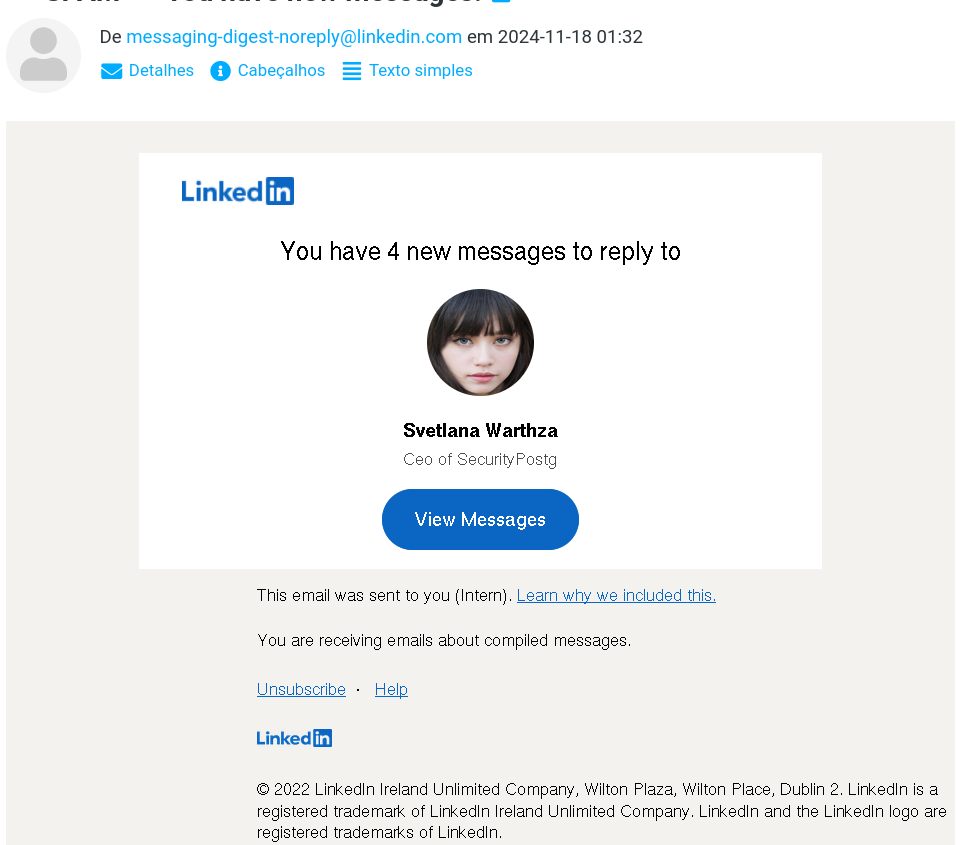 You have new messages!
De messaging-digest-noreply@linkedin.com em 2024-11-18 01:32
Detalhes Cabeçalhos Texto simples
Linkedin
You have 4 new messages to reply to
Svetlana Warthza
Ceo of SecurityPostg
View Messages
This email was sent to you (Intern). Learn why we included this.
You are receiving emails about compiled messages.
Unsubscribe · Help
Linkedin
© 2022 LinkedIn Ireland Unlimited Company, Wilton Plaza, Wilton Place, Dublin 2. LinkedIn is a
registered trademark of LinkedIn Ireland Unlimited Company. LinkedIn and the LinkedIn logo are
registered trademarks of LinkedIn.